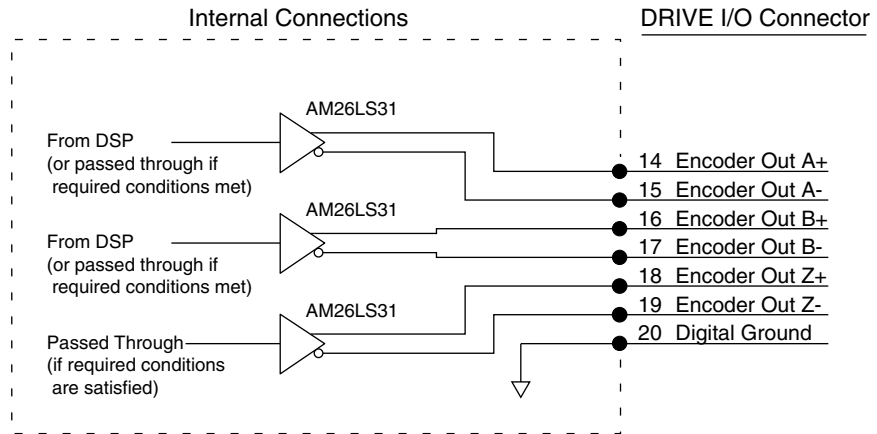 Internal Connections
DRIVE I/O Connector
AM26LS31
From DSP
(or passed through if
required conditions met)
14 Encoder Out A+
15 Encoder Out A-
AM26LS31
16 Encoder Out B+
From DSP
(or passed through if
required conditions met)
17 Encoder Out B-
18 Encoder Out Z+
AM26LS31
19 Encoder Out Z-
Passed Through
(if required conditions
are satisfied)
20 Digital Ground